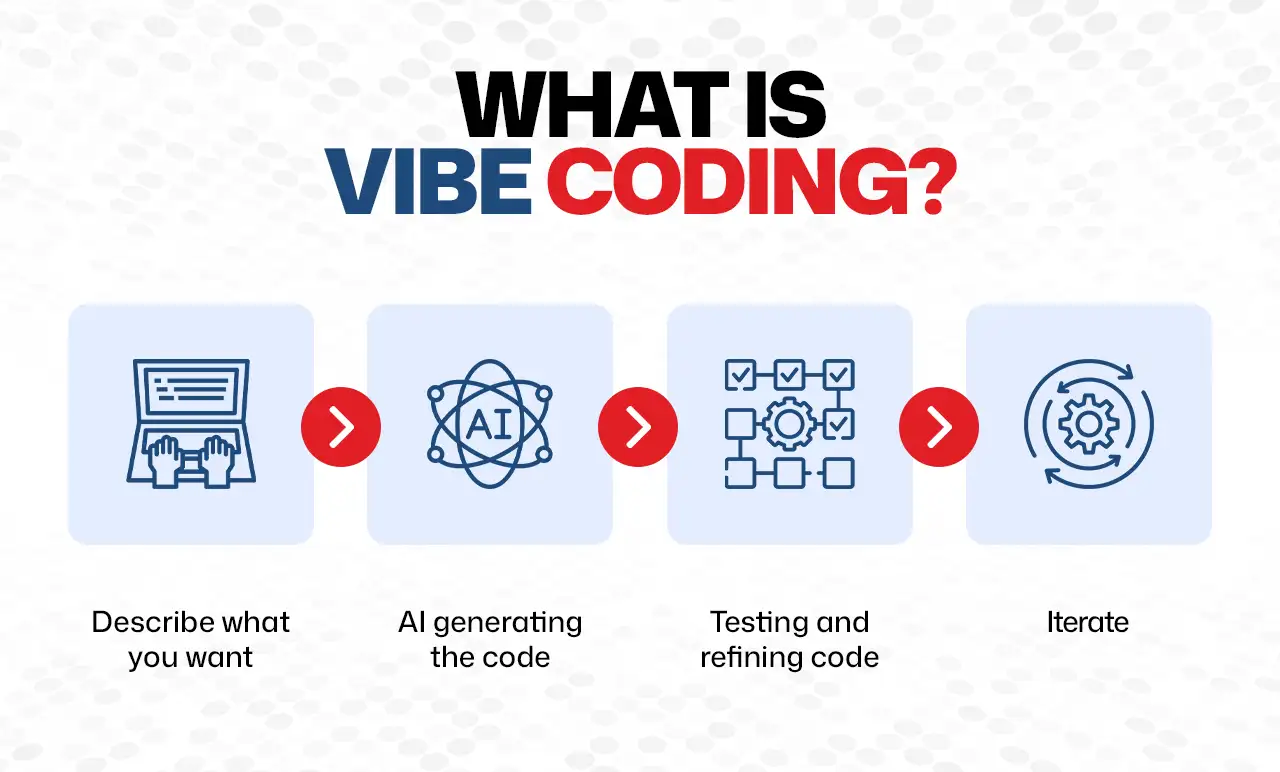 WHAT IS
VIBE CODING?
AI
Describe what
you want
AI generating
the code
Testing and
refining code
Iterate